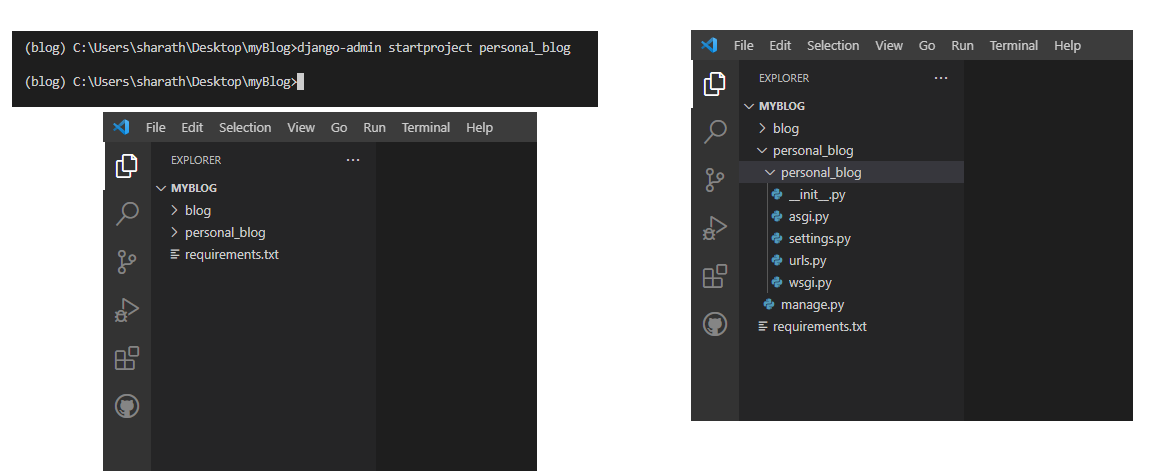 (blog) C:\Users\sharath\Desktop\myBlog>django-admin startproject personal_blog
(blog) C:\Users\sharath\Desktop\myBlog>
File Edit Selection View Go Run Terminal Help
EXPLORER ...
MYBLOG
blog
personal_blog
requirements.txt
File Edit Selection View Go Run Terminal Help
EXPLORER ...
MYBLOG
blog
personal_blog
personal_blog
__init__.py
asgi.py
settings.py
urls.py
wsgi.py
manage.py
requirements.txt